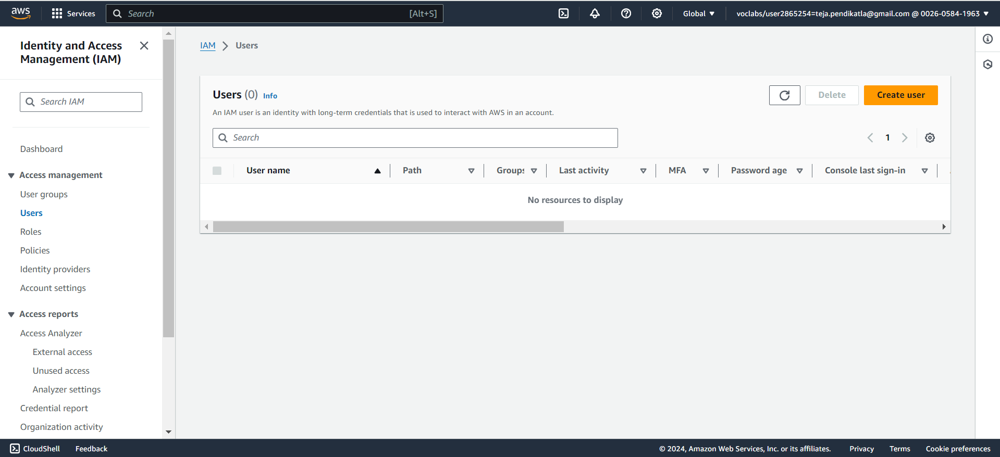 aws
Services
Search [Alt+S]
Global
voclabs/user2865254=teja.pendikatla@gmail.com @ 0026-0584-1963
Identity and Access
Management (IAM)
Search IAM
Dashboard
Access management
User groups
Users
Roles
Policies
Identity providers
Account settings
Access reports
Access Analyzer
External access
Unused access
Analyzer settings
Credential report
Organization activity
IAM > Users
Users (0) Info
Delete
Create user
An IAM user is an identity with long-term credentials that is used to interact with AWS in an account.
Search
1
User name Path Groups Last activity MFA Password age Console last sign-in
No resources to display
CloudShell Feedback
© 2024, Amazon Web Services, Inc. or its affiliates. Privacy Terms Cookie preferences